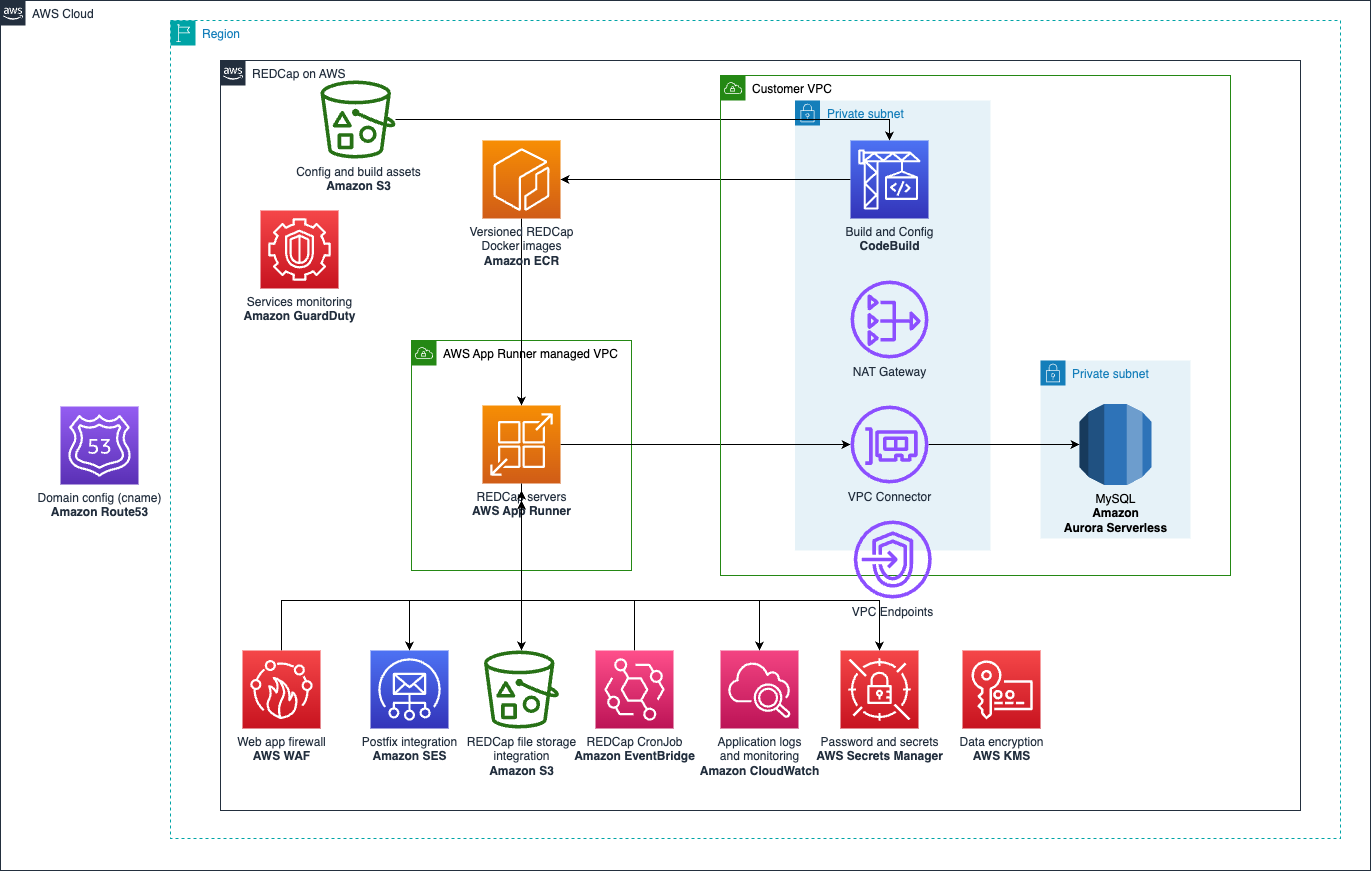 aws
AWS Cloud
Region
aws
REDCap on AWS
Customer VPC
Private subnet
Config and build assets
Amazon S3
</>
Versioned REDCap
Docker images
Amazon ECR
Build and Config
CodeBuild
Services monitoring
Amazon GuardDuty
NAT Gateway
AWS App Runner managed VPC
Private subnet
53
Domain config (cname)
Amazon Route53
REDCap servers
AWS App Runner
VPC Connector
MySQL
Amazon
Aurora Serverless
VPC Endpoints
Web app firewall
AWS WAF
Postfix integration
Amazon SES
REDCap file storage
integration
Amazon S3
REDCap CronJob
Amazon EventBridge
Application logs
and monitoring
Amazon CloudWatch
Password and secrets
AWS Secrets Manager
Data encryption
AWS KMS